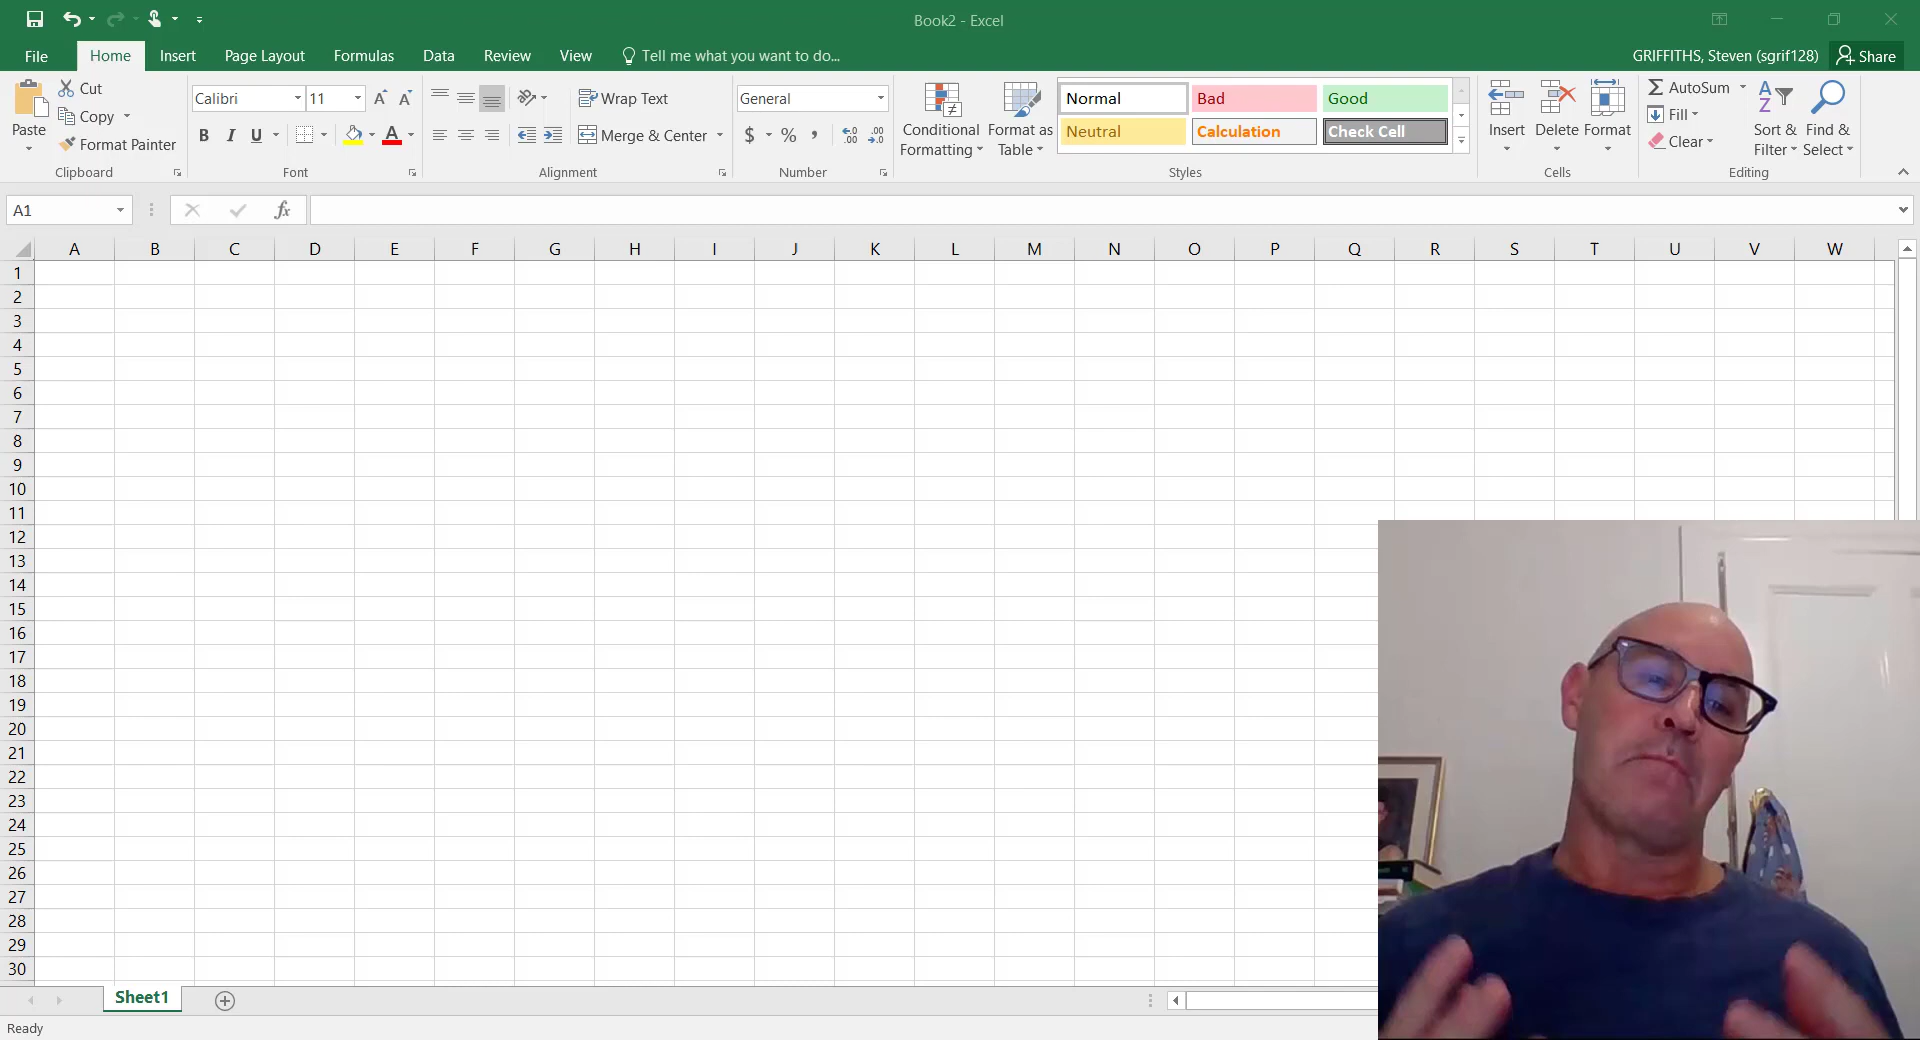 Book2 - Excel
File Home Insert Page Layout Formulas Data Review View Tell me what you want to do... GRIFFITHS, Steven (sgrif128) Share
Paste
Cut
Copy
Format Painter
Clipboard
Calibri 11
B I U
Font
Wrap Text
Merge & Center
Alignment
General
$ % ,
Number
Conditional Formatting
Format as Table
Normal Bad Good
Neutral Calculation Check Cell
Styles
Insert Delete Format
Cells
AutoSum
Fill
Clear
Sort & Filter
Find & Select
Editing
A1 fx
A B C D E F G H I J K L M N O P Q R S T U V W
1
2
3
4
5
6
7
8
9
10
11
12
13
14
15
16
17
18
19
20
21
22
23
24
25
26
27
28
29
30
Sheet1
Ready